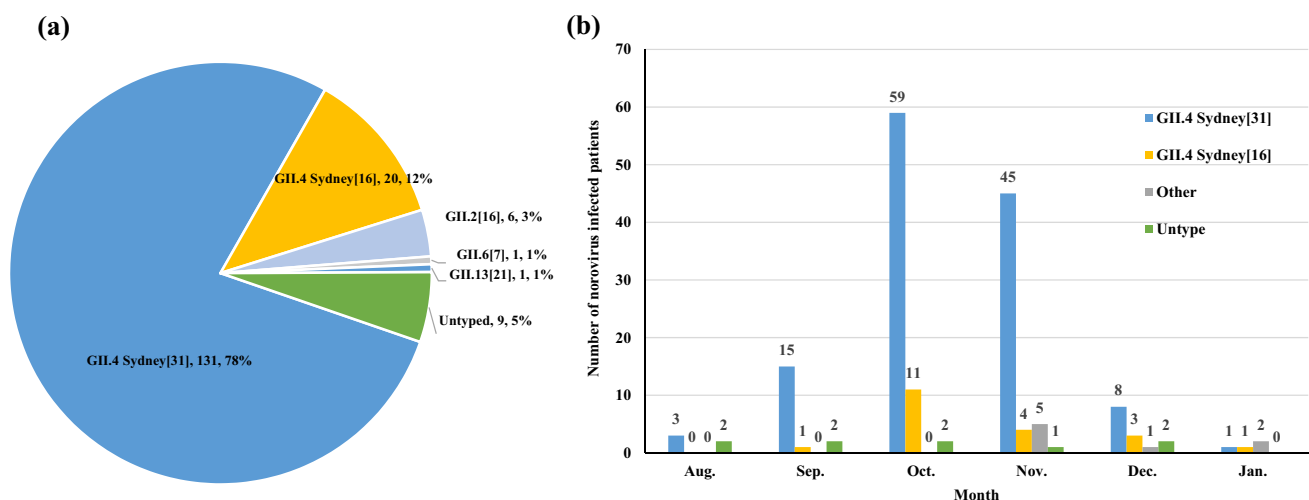 (a)
GII.4 Sydney[16], 20, 12%
GII.2[16], 6, 3%
GII.6[7], 1, 1%
GII.13[21], 1, 1%
Untyped, 9, 5%
GII.4 Sydney[31], 131, 78%
(b)
Number of norovirus infected patients
70
60
50
40
30
20
10
0
3 0 0 2
15 1 0 2
59 11 0 2
45 4 5 1
8 3 1 2
1 1 2 0
Aug. Sep. Oct. Nov. Dec. Jan.
Month
GII.4 Sydney[31]
GII.4 Sydney[16]
Other
Untype